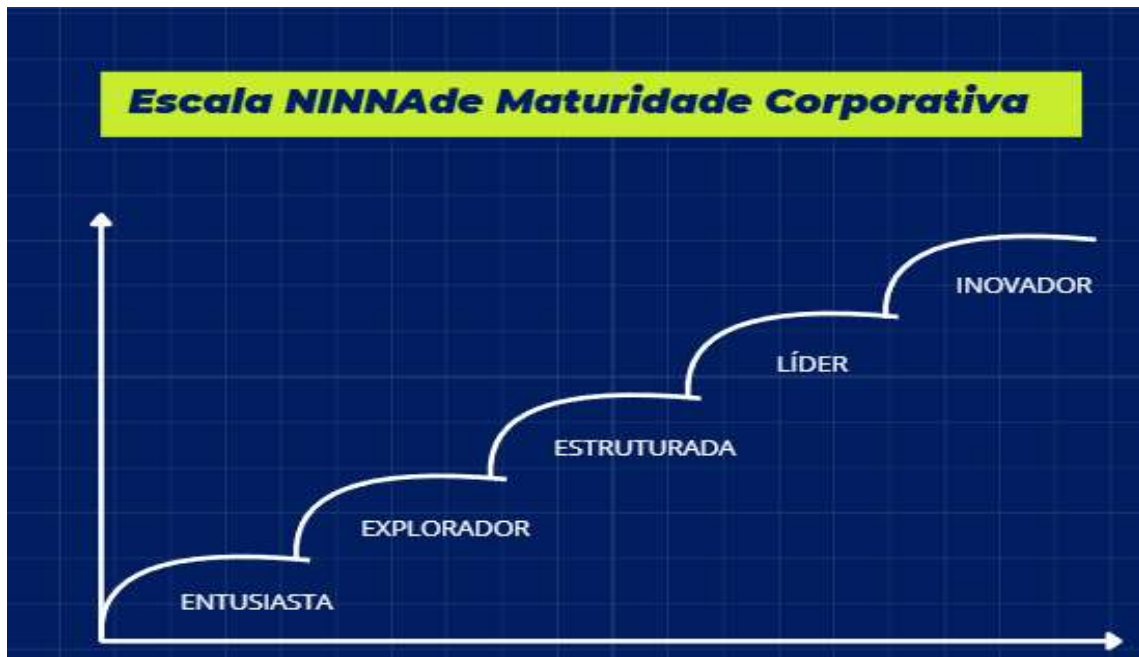 Escala NINNAde Maturidade Corporativa
INOVADOR
LÍDER
ESTRUTURADA
EXPLORADOR
ENTUSIASTA